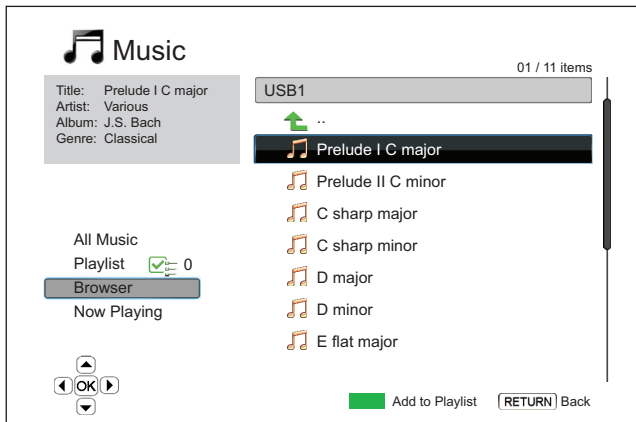 Music
01 / 11 items
Title: Prelude I C major
Artist: Various
Album: J.S. Bach
Genre: Classical
USB1
..
Prelude I C major
Prelude II C minor
C sharp major
C sharp minor
D major
D minor
E flat major
All Music
Playlist 0
Browser
Now Playing
OK
Add to Playlist
RETURN Back